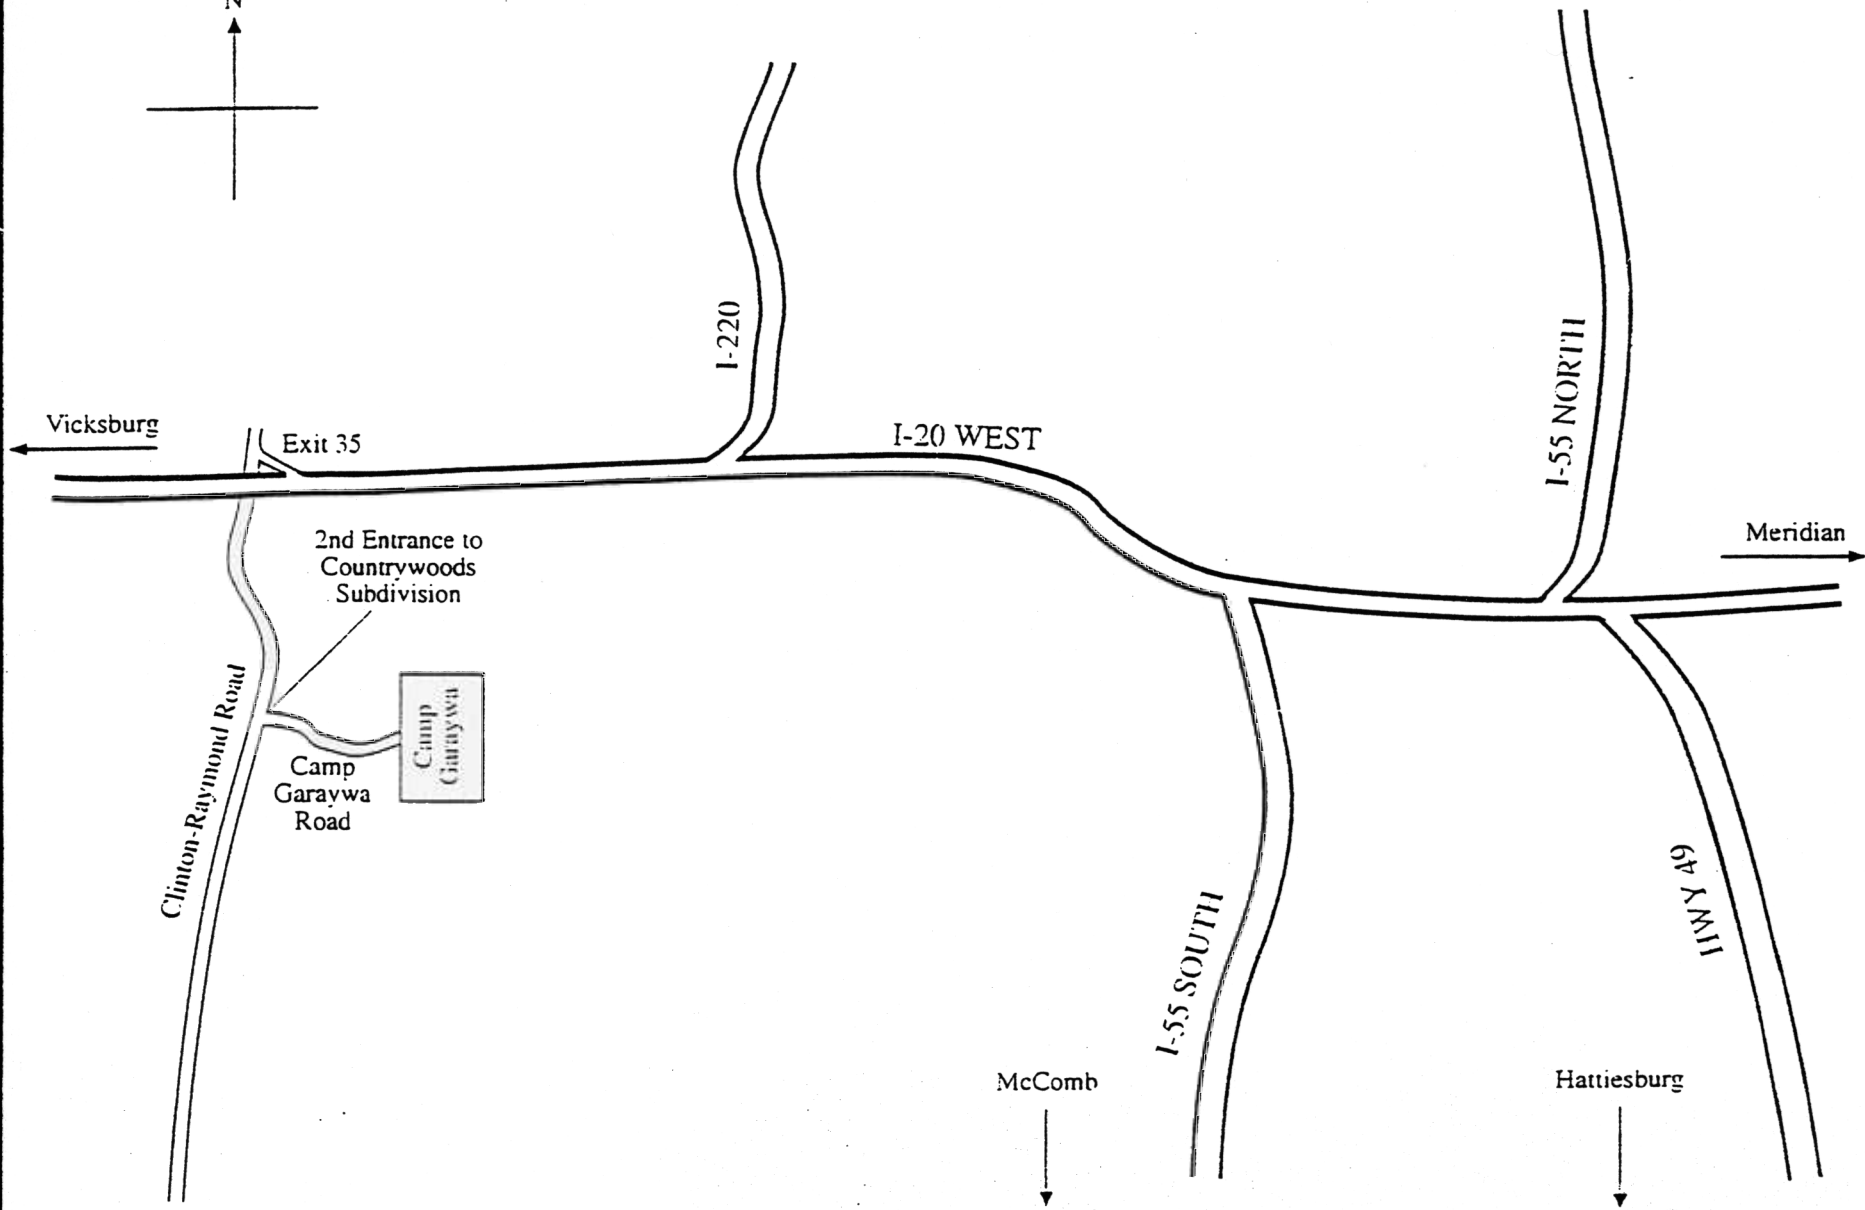 N
I-220
I-55 NORTH
Vicksburg
Exit 35
I-20 WEST
Meridian
2nd Entrance to
Countrywoods
Subdivision
Clinton-Raymond Road
Camp
Garaywa
Camp
Garaywa
Road
HWY 49
I-55 SOUTH
McComb
Hattiesburg